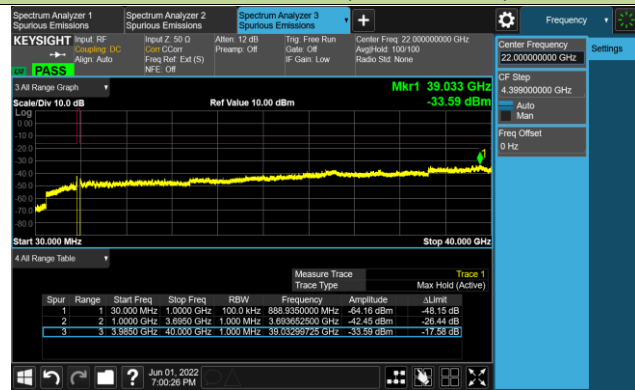 Spectrum Analyzer 1
Spurious Emissions
Spectrum Analyzer 2
Spurious Emissions
Spectrum Analyzer 3
Spurious Emissions
Frequency
KEYSIGHT
Input: RF
Coupling: DC
Align: Auto
Input Z: 50 Ω
Corr CCorr
Freq Ref: Ext (S)
NFE: Off
Atten: 12 dB
Preamp: Off
Trig: Free Run
Gate: Off
IF Gain: Low
Center Freq: 22.000000000 GHz
Avg|Hold: 100/100
Radio Std: None
PASS
Center Frequency
22.000000000 GHz
Settings
CF Step
4.399000000 GHz
Auto
Man
Freq Offset
0 Hz
3 All Range Graph
Mkr1 39.033 GHz
Scale/Div 10.0 dB
Ref Value 10.00 dBm
-33.59 dBm
Log
0.00
-10.0
-20.0
-30.0
-40.0
-50.0
-60.0
-70.0
-80.0
1
Start 30.000 MHz
Stop 40.000 GHz
4 All Range Table
Measure Trace Trace 1
Trace Type Max Hold (Active)
Spur Range Start Freq Stop Freq RBW Frequency Amplitude ΔLimit
1 1 30.000 MHz 1.0000 GHz 100.0 kHz 888.9350000 MHz -64.16 dBm -48.15 dB
2 2 1.0000 GHz 3.6950 GHz 1.000 MHz 3.693652500 GHz -42.45 dBm -26.44 dB
3 3 3.9850 GHz 40.000 GHz 1.000 MHz 39.03299725 GHz -33.59 dBm -17.58 dB
Jun 01, 2022
7:00:26 PM